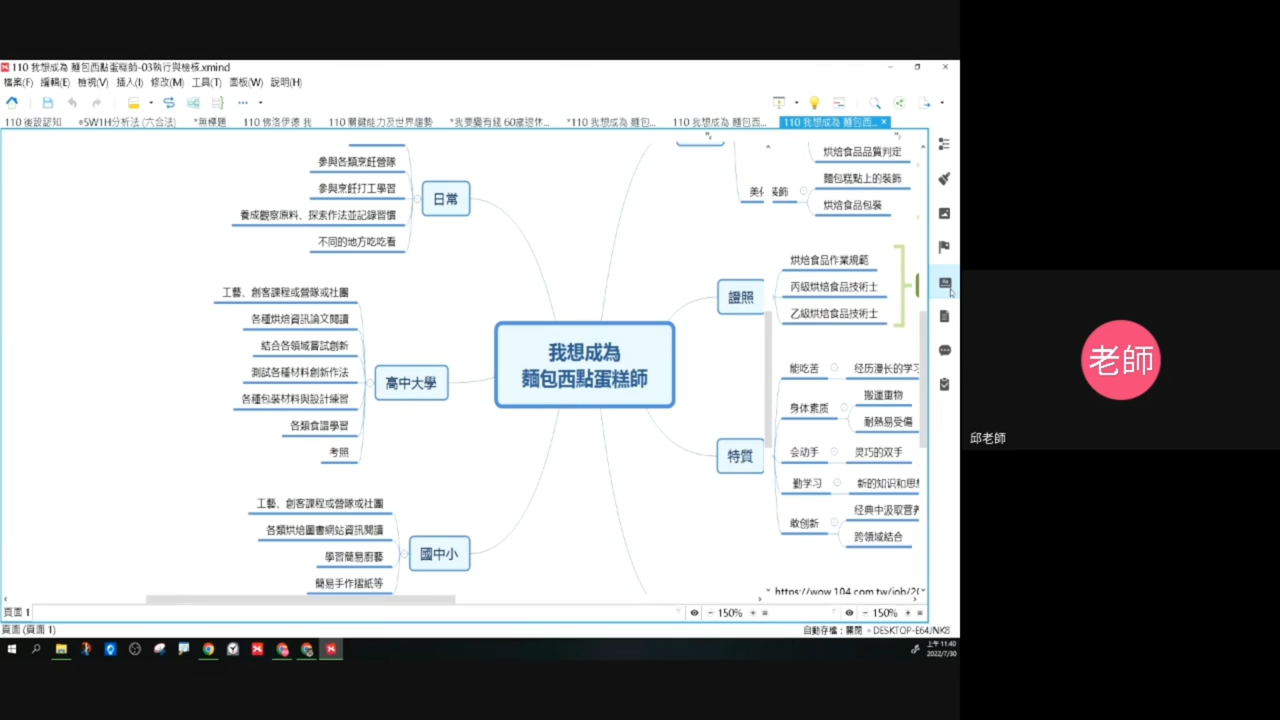 110 我想成為 麵包西點蛋糕師-03執行與檢核.xmind
檔案(F) 編輯(E) 檢視(V) 插入(I) 修改(M) 工具(T) 面板(W) 說明(H)
110 後設認知 *5W1H分析法 (六合法) *無標題 110 佛洛伊德 我 110 關鍵能力及世界趨勢 *我要變有錢 60歲退休... *110 我想成為 麵包... 110 我想成為 麵包西... 110 我想成為 麵包西...
參與各類烹飪營隊
參與烹飪打工學習
養成觀察原料、探索作法並記錄習慣
不同的地方吃吃看
日常
工藝、創客課程或營隊或社團
各種烘焙資訊論文閱讀
結合各領域嘗試創新
測試各種材料創新作法
各種包裝材料與設計練習
各類食譜學習
考照
高中大學
工藝、創客課程或營隊或社團
各類烘焙圖書網站資訊閱讀
學習簡易廚藝
簡易手作摺紙等
國中小
我想成為
麵包西點蛋糕師
烘焙食品品質判定
麵包糕點上的裝飾
烘焙食品包裝
裝飾
證照
烘焙食品作業規範
丙級烘焙食品技術士
乙級烘焙食品技術士
特質
能吃苦 经历漫长的学习
身体素质
搬運重物
耐熱易受傷
会动手 灵巧的双手
勤学习 新的知识和思想
敢创新
经典中汲取营养
跨領域結合
https://wow.104.com.tw/job/20
頁面 1
150%
150%
頁面 (頁面 1)
自動存檔：關閉 DESKTOP-E64JNK8
上午 11:40
2022/7/30
老師
邱老師